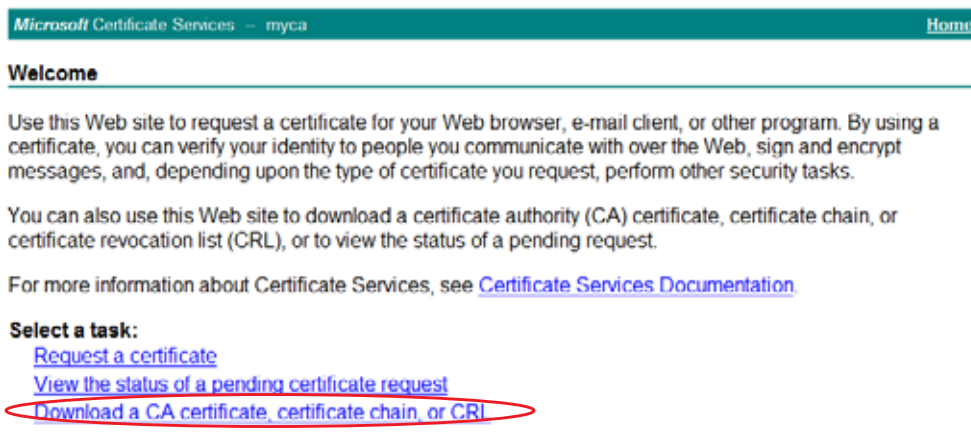 Microsoft Certificate Services -- myca Home
Welcome
Use this Web site to request a certificate for your Web browser, e-mail client, or other program. By using a
certificate, you can verify your identity to people you communicate with over the Web, sign and encrypt
messages, and, depending upon the type of certificate you request, perform other security tasks.
You can also use this Web site to download a certificate authority (CA) certificate, certificate chain, or
certificate revocation list (CRL), or to view the status of a pending request.
For more information about Certificate Services, see Certificate Services Documentation.
Select a task:
Request a certificate
View the status of a pending certificate request
Download a CA certificate, certificate chain, or CRL